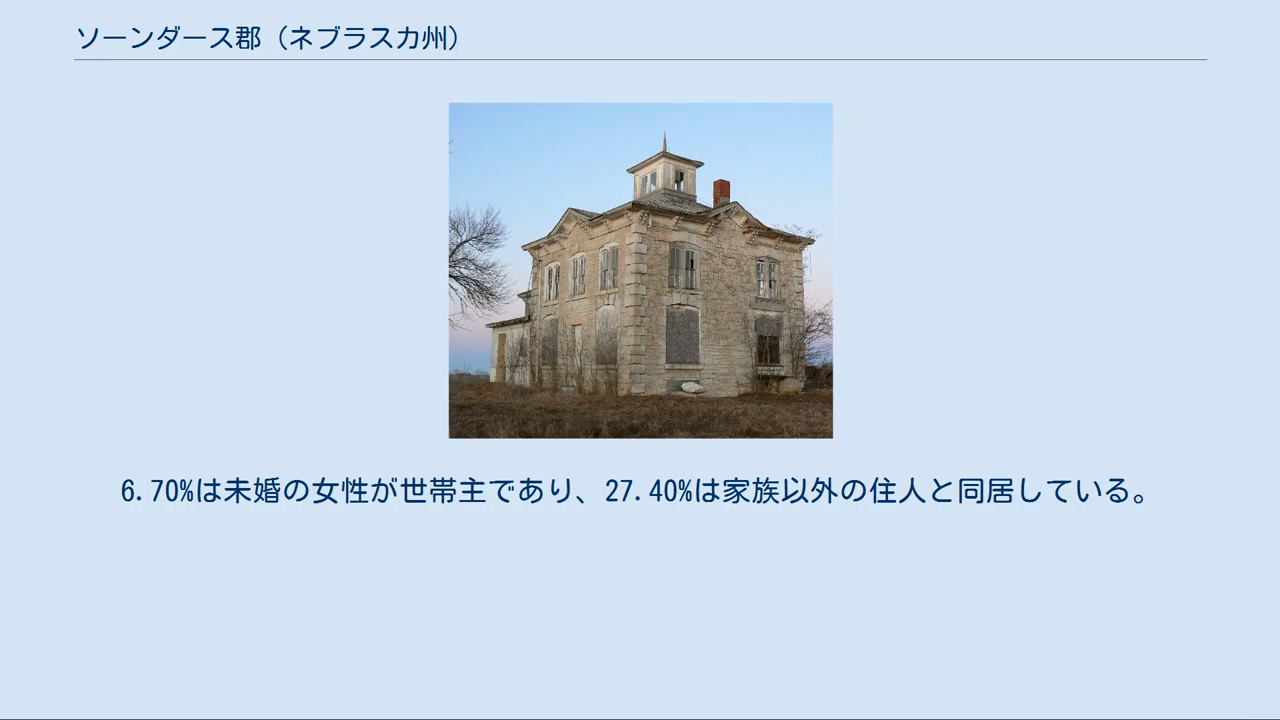 ソーンダース郡（ネブラスカ州）
6.70%は未婚の女性が世帯主であり、27.40%は家族以外の住人と同居している。